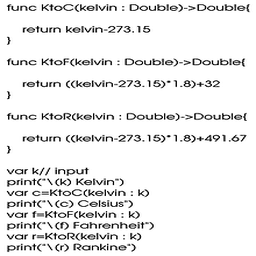 func KtoC(kelvin : Double)->Double{
return kelvin-273.15
}
func KtoF(kelvin : Double)->Double{
return ((kelvin-273.15)*1.8)+32
}
func KtoR(kelvin : Double)->Double{
return ((kelvin-273.15)*1.8)+491.67
}
var k// input
print("\(k) Kelvin")
var c=KtoC(kelvin : k)
print("\(c) Celsius")
var f=KtoF(kelvin : k)
print("\(f) Fahrenheit")
var r=KtoR(kelvin : k)
print("\(r) Rankine")